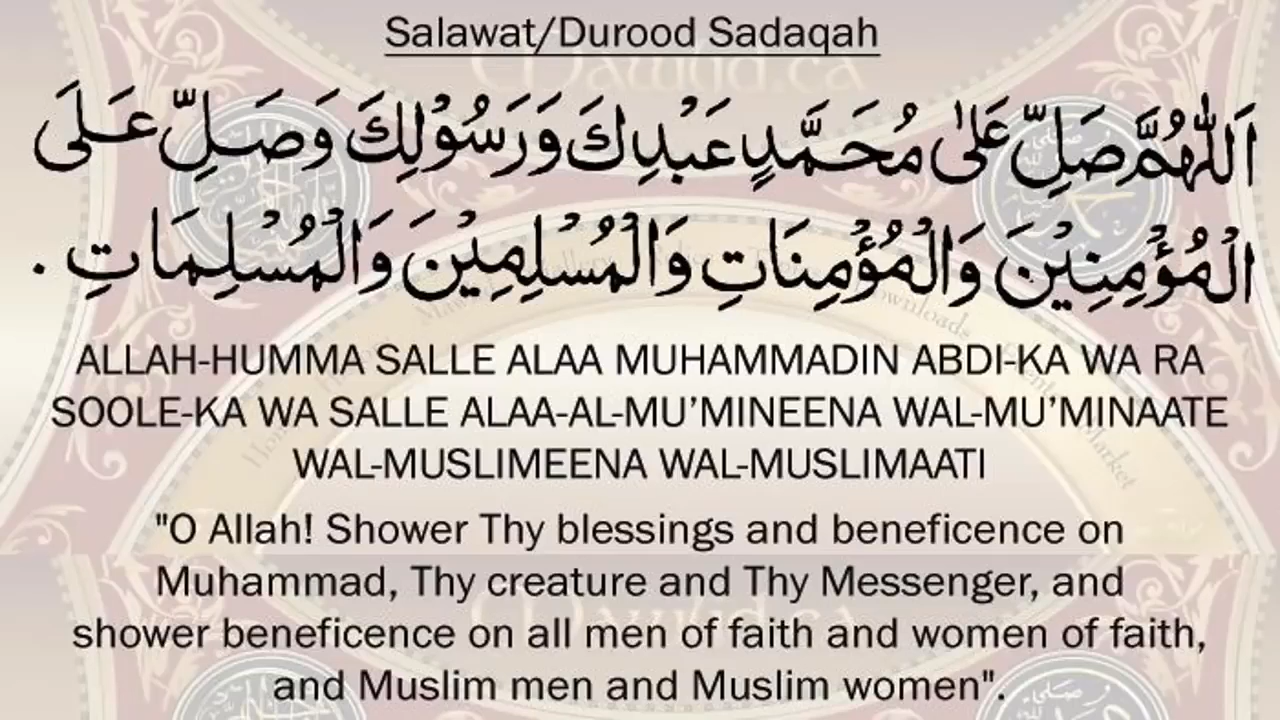 Salawat/Durood Sadaqah
اَللّٰهُمَّ صَلِّ عَلىٰ مُحَمَّدٍ عَبْدِكَ وَرَسُوْلِكَ وَصَلِّ عَلَى
الْمُؤْمِنِيْنَ وَالْمُؤْمِنَاتِ وَالْمُسْلِمِيْنَ وَالْمُسْلِمَاتِ .
ALLAH-HUMMA SALLE ALAA MUHAMMADIN ABDI-KA WA RA
SOOLE-KA WA SALLE ALAA-AL-MU’MINEENA WAL-MU’MINAATE
WAL-MUSLIMEENA WAL-MUSLIMAATI
"O Allah! Shower Thy blessings and beneficence on
Muhammad, Thy creature and Thy Messenger, and
shower beneficence on all men of faith and women of faith,
and Muslim men and Muslim women".